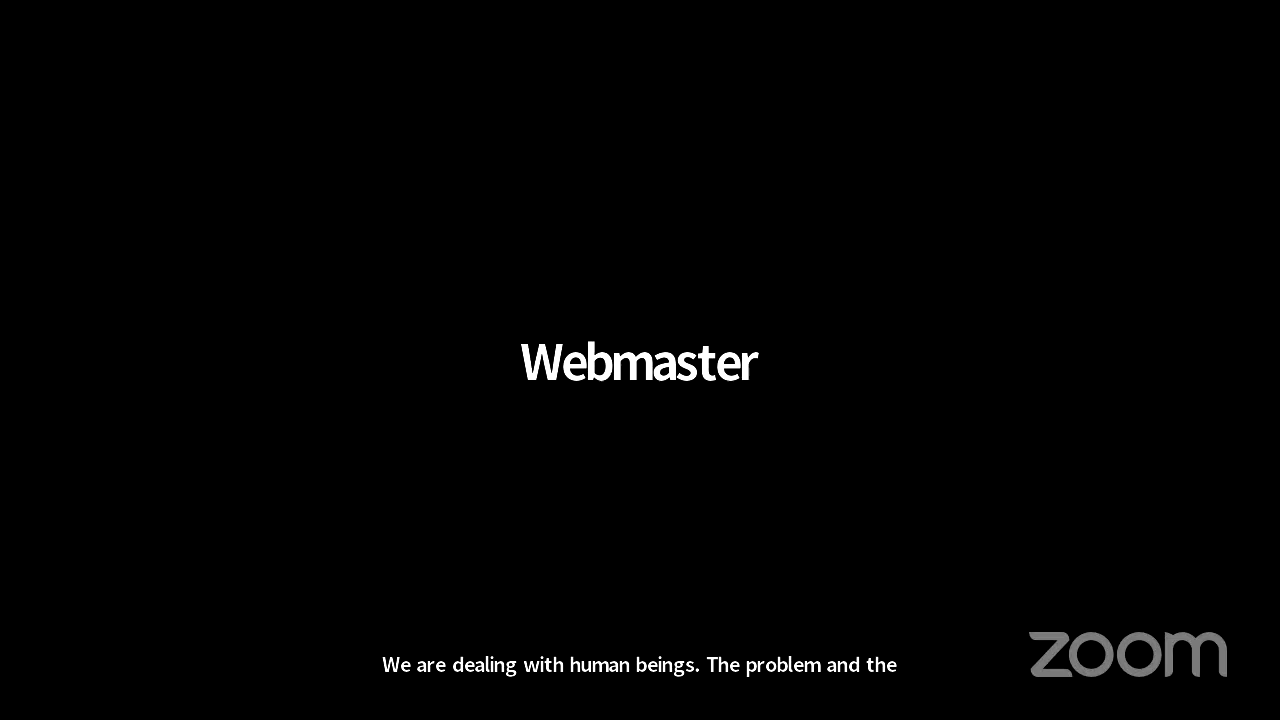 Webmaster
We are dealing with human beings. The problem and the
zoom